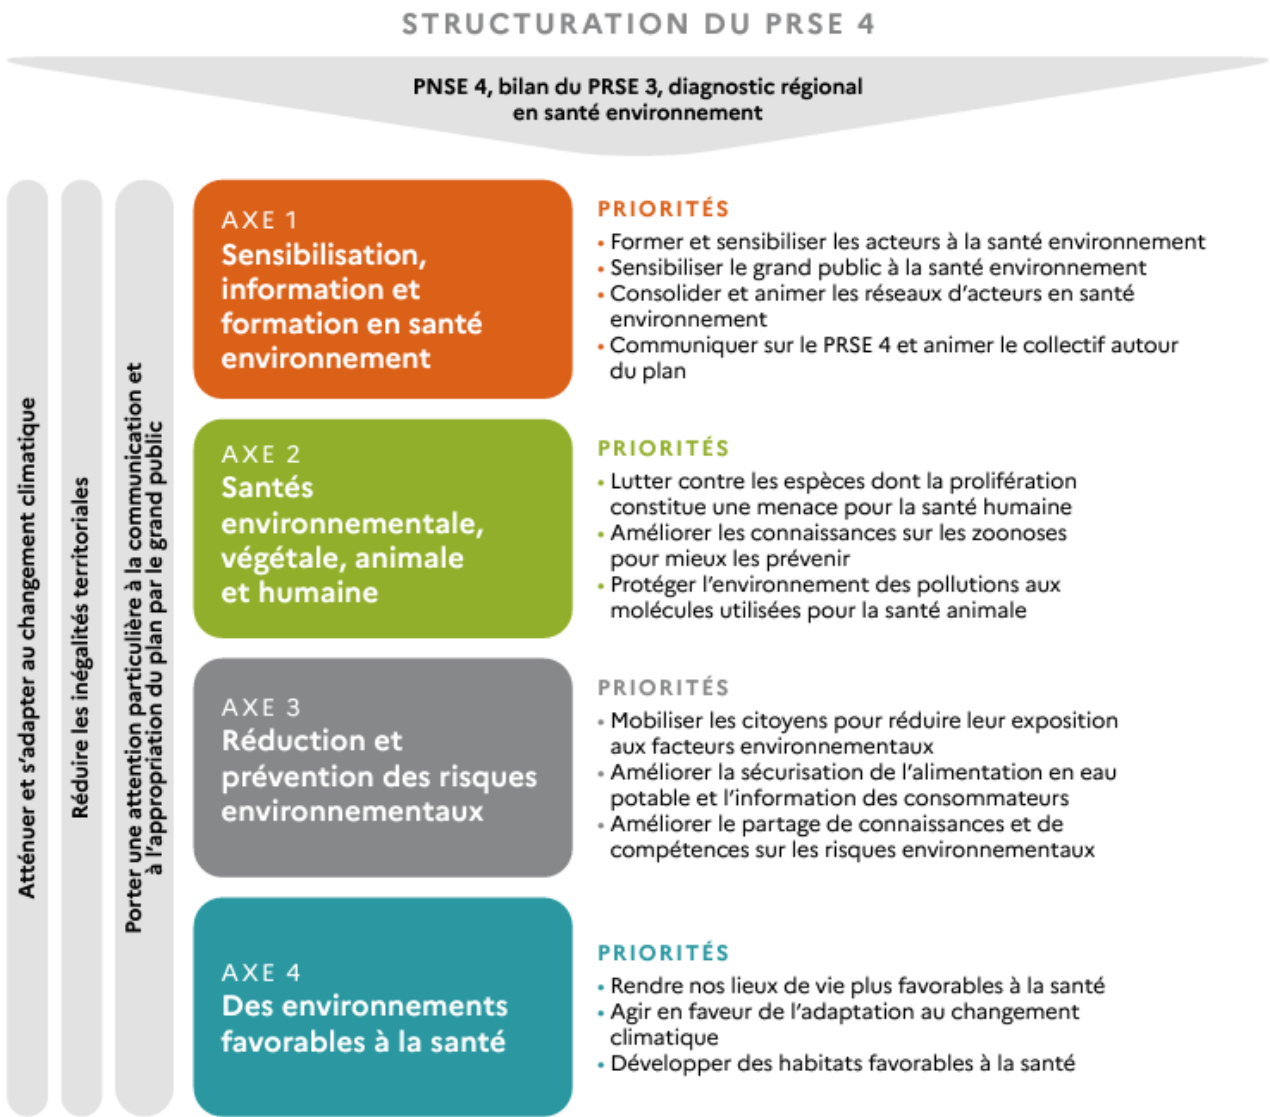 STRUCTURATION DU PRSE 4
PNSE 4, bilan du PRSE 3, diagnostic régional
en santé environnement
Atténuer et s’adapter au changement climatique
Réduire les inégalités territoriales
Porter une attention particulière à la communication et
à l’appropriation du plan par le grand public
AXE 1
Sensibilisation,
information et
formation en santé
environnement
PRIORITÉS
• Former et sensibiliser les acteurs à la santé environnement
• Sensibiliser le grand public à la santé environnement
• Consolider et animer les réseaux d’acteurs en santé
environnement
• Communiquer sur le PRSE 4 et animer le collectif autour
du plan
AXE 2
Santés
environnementale,
végétale, animale
et humaine
PRIORITÉS
• Lutter contre les espèces dont la prolifération
constitue une menace pour la santé humaine
• Améliorer les connaissances sur les zoonoses
pour mieux les prévenir
• Protéger l’environnement des pollutions aux
molécules utilisées pour la santé animale
AXE 3
Réduction et
prévention des risques
environnementaux
PRIORITÉS
• Mobiliser les citoyens pour réduire leur exposition
aux facteurs environnementaux
• Améliorer la sécurisation de l’alimentation en eau
potable et l’information des consommateurs
• Améliorer le partage de connaissances et de
compétences sur les risques environnementaux
AXE 4
Des environnements
favorables à la santé
PRIORITÉS
• Rendre nos lieux de vie plus favorables à la santé
• Agir en faveur de l’adaptation au changement
climatique
• Développer des habitats favorables à la santé